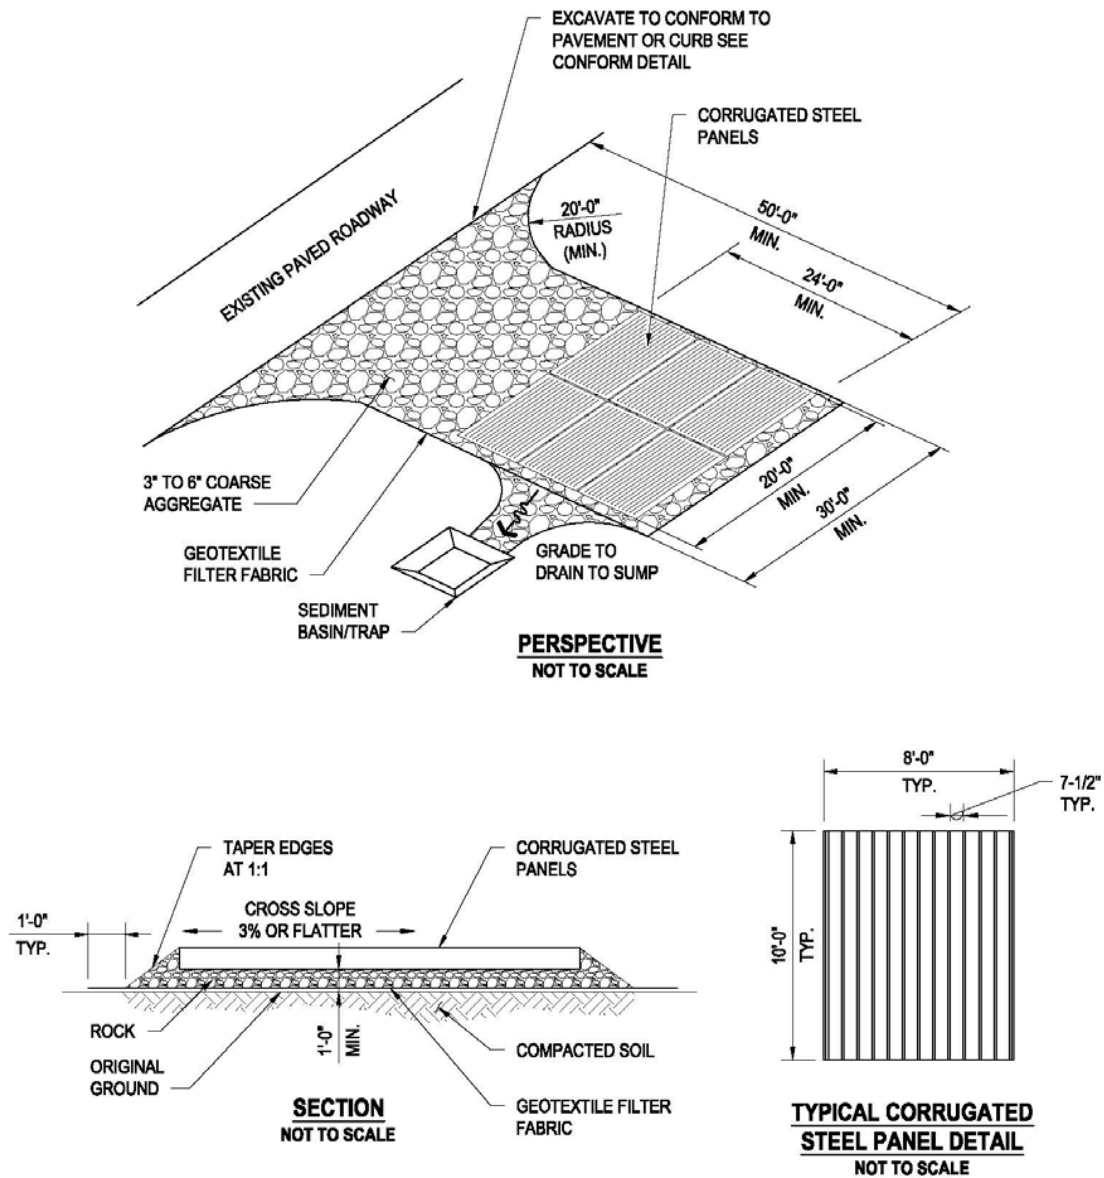 EXCAVATE TO CONFORM TO
PAVEMENT OR CURB SEE
CONFORM DETAIL
CORRUGATED STEEL
PANELS
EXISTING PAVED ROADWAY
20'-0"
RADIUS
(MIN.)
50'-0"
MIN.
24'-0"
MIN.
3" TO 6" COARSE
AGGREGATE
20'-0"
MIN.
30'-0"
MIN.
GEOTEXTILE
FILTER FABRIC
GRADE TO
DRAIN TO SUMP
SEDIMENT
BASIN/TRAP
PERSPECTIVE
NOT TO SCALE
TAPER EDGES
AT 1:1
CORRUGATED STEEL
PANELS
1'-0"
TYP.
CROSS SLOPE
3% OR FLATTER
ROCK
1'-0"
MIN.
ORIGINAL
GROUND
COMPACTED SOIL
GEOTEXTILE FILTER
FABRIC
SECTION
NOT TO SCALE
8'-0"
TYP.
7-1/2"
TYP.
10'-0"
TYP.
TYPICAL CORRUGATED
STEEL PANEL DETAIL
NOT TO SCALE